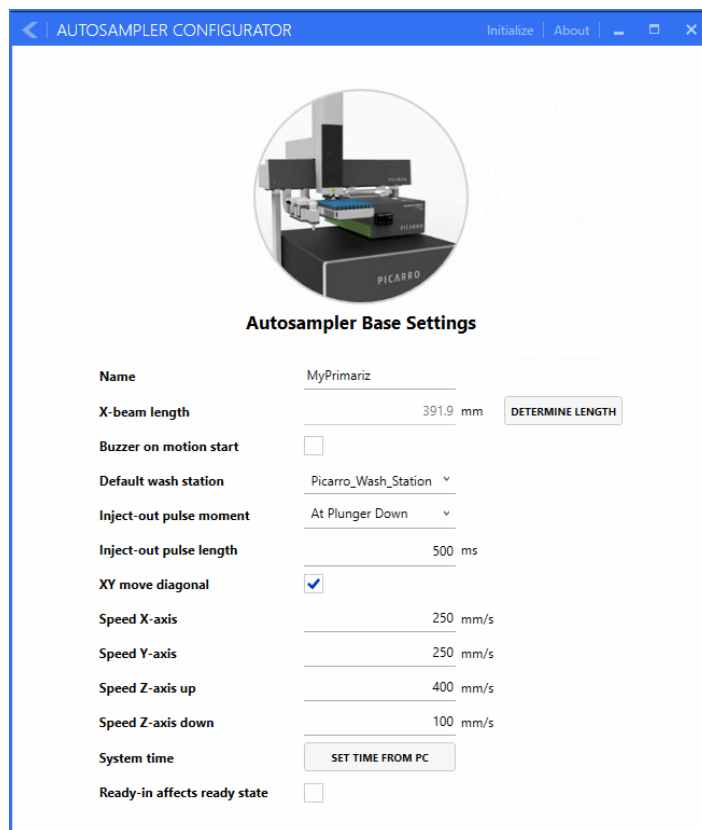 AUTOSAMPLER CONFIGURATOR Initialize About
PICARRO
PICARRO
PICARRO
Autosampler Base Settings
Name MyPrimariz
X-beam length 391.9 mm DETERMINE LENGTH
Buzzer on motion start
Default wash station Picarro_Wash_Station
Inject-out pulse moment At Plunger Down
Inject-out pulse length 500 ms
XY move diagonal
Speed X-axis 250 mm/s
Speed Y-axis 250 mm/s
Speed Z-axis up 400 mm/s
Speed Z-axis down 100 mm/s
System time SET TIME FROM PC
Ready-in affects ready state